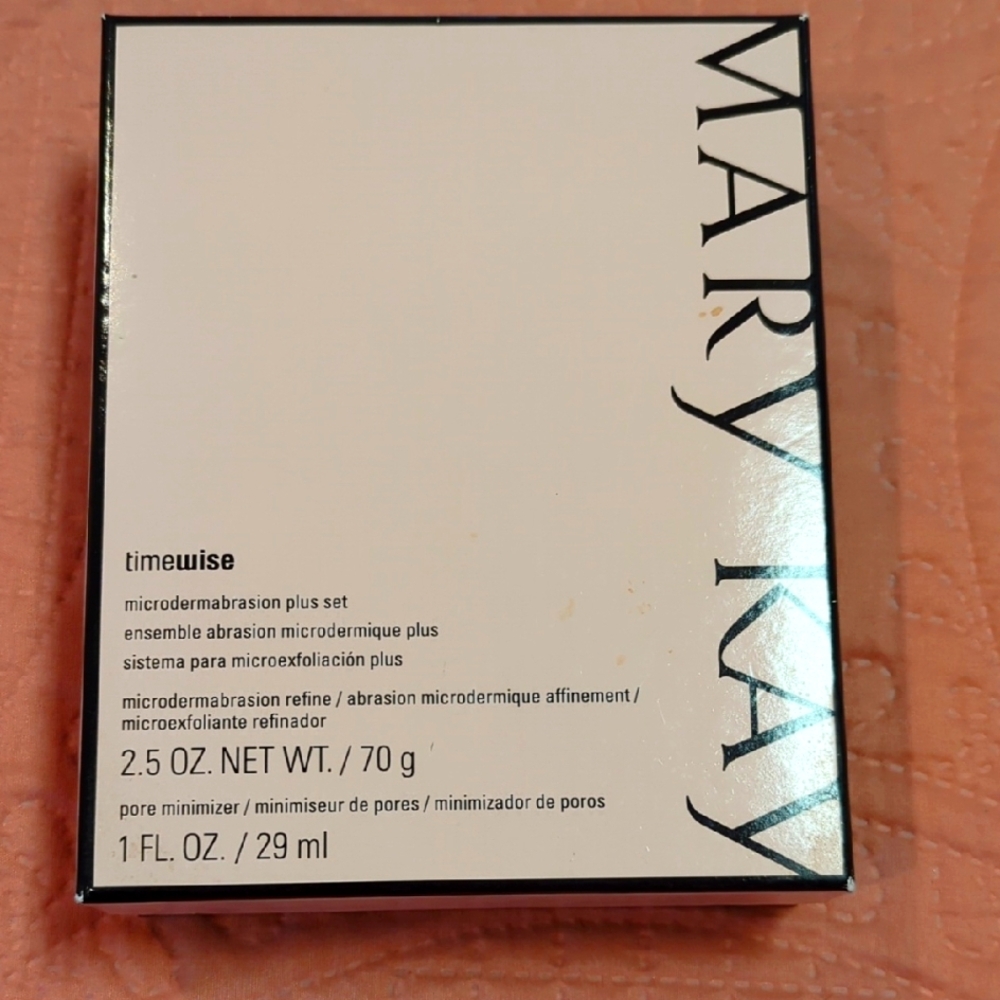 MARY KAY
timewise
microdermabrasion plus set
ensemble abrasion microdermique plus
sistema para microexfoliación plus
microdermabrasion refine / abrasion microdermique affinement /
microexfoliante refinador
2.5 OZ. NET WT. / 70 g
pore minimizer / minimiseur de pores / minimizador de poros
1 FL. OZ. / 29 ml